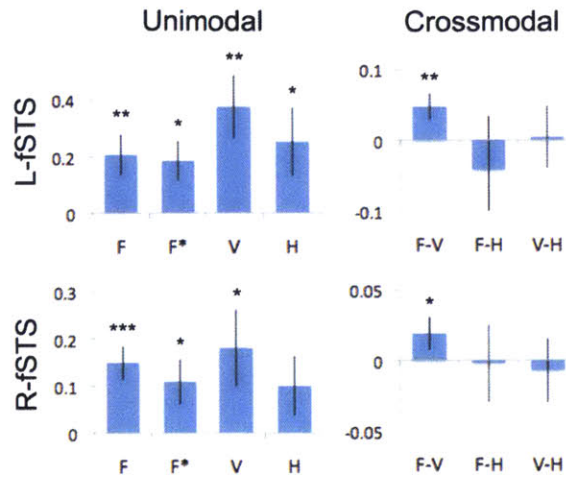 Unimodal Crossmodal
L-fSTS
0.4
0.2
0
** * ** *
F F* V H
0.1
0
-0.1
**
F-V F-H V-H
R-fSTS
0.3
0.2
0.1
0
*** * *
F F* V H
0.05
0
-0.05
*
F-V F-H V-H